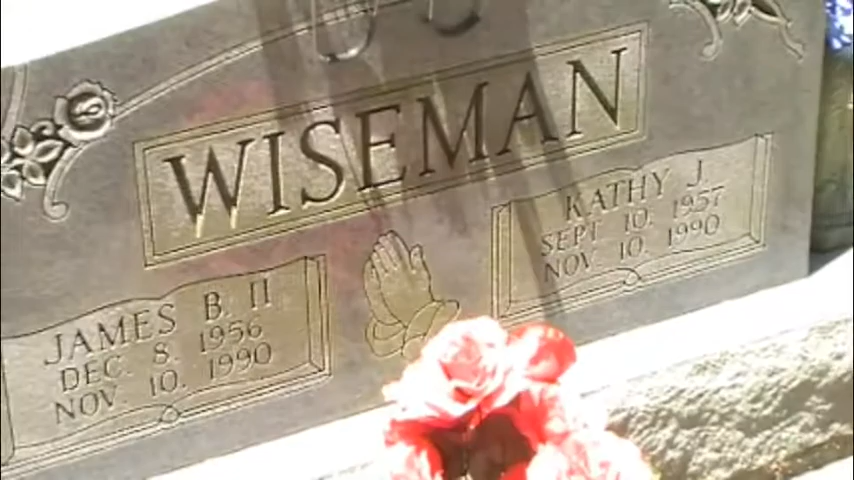 WISEMAN
JAMES B. II
DEC. 8. 1956
NOV. 10. 1990
KATHY J.
SEPT. 10. 1957
NOV. 10. 1990